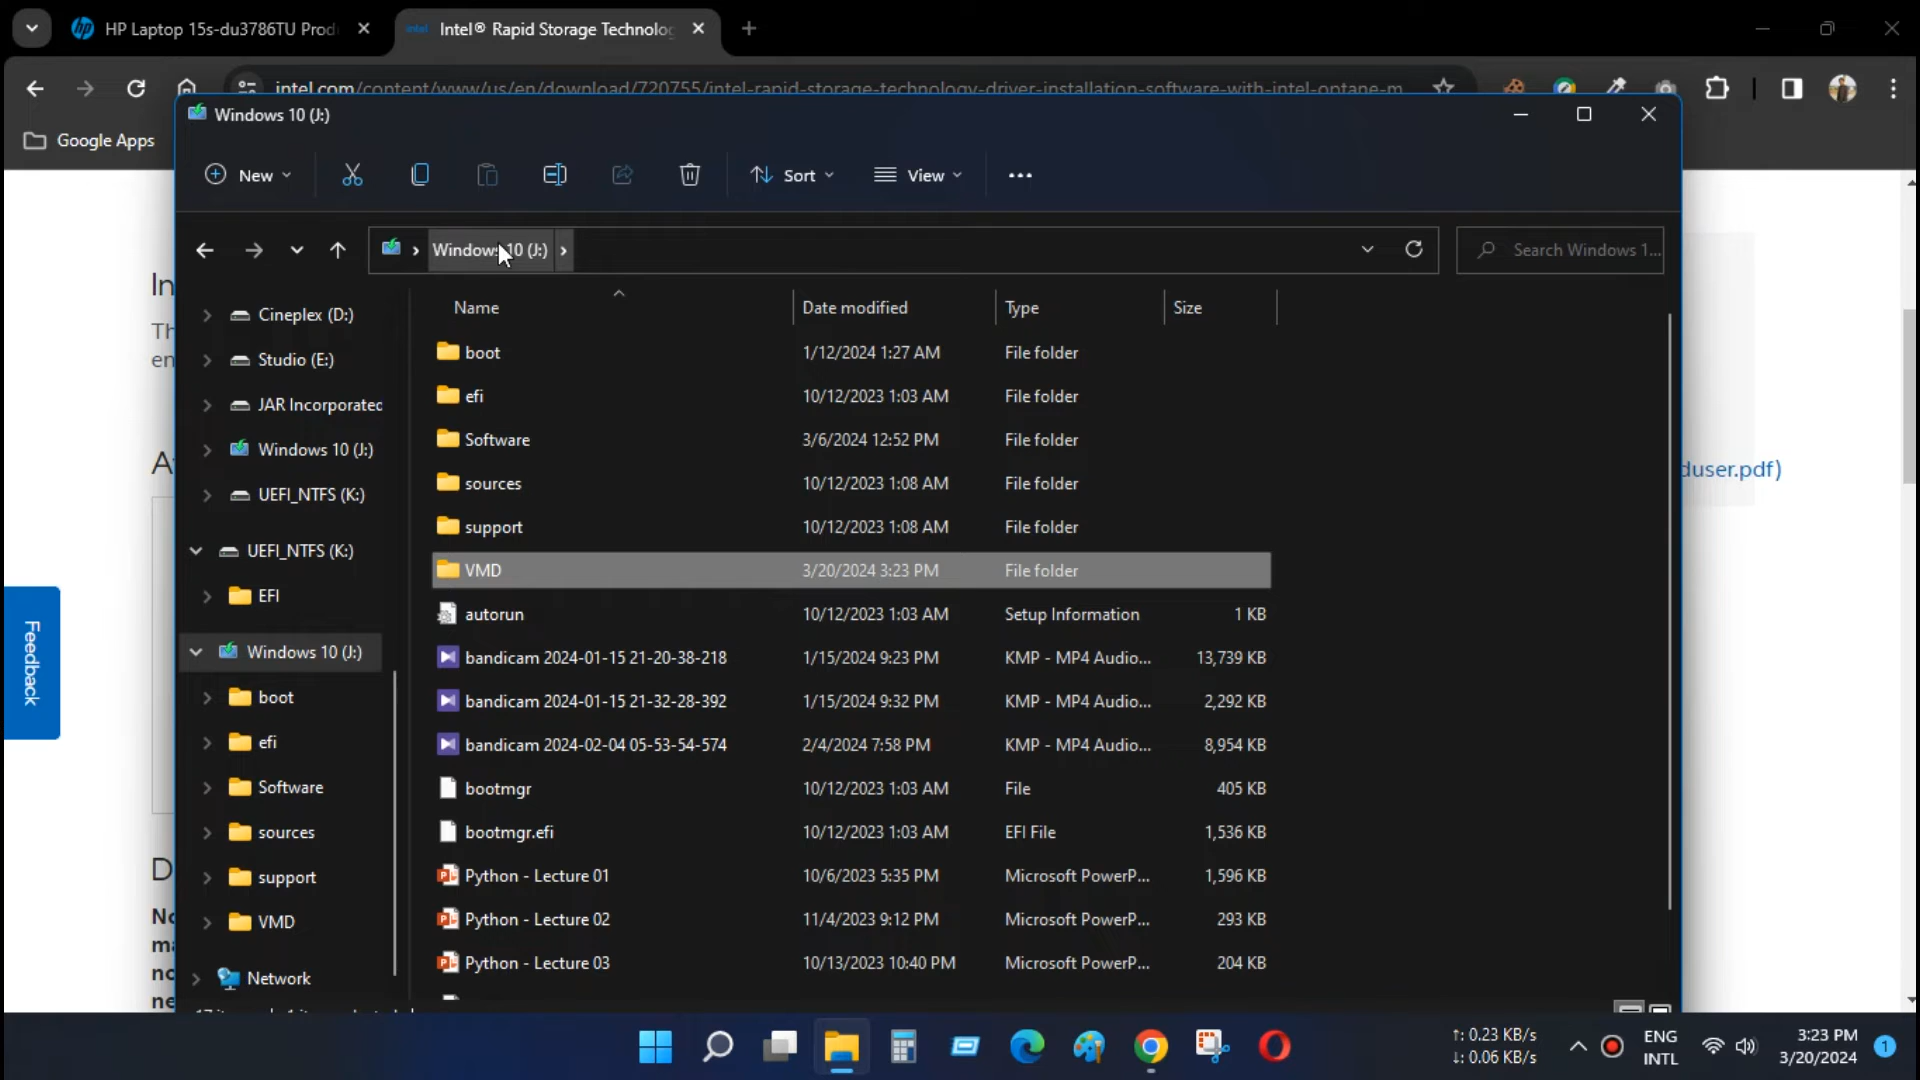 HP Laptop 15s-du3786TU Prod
Intel® Rapid Storage Technolog
intel.com/content/www/us/en/download/720755/intel-rapid-storage-technology-driver-installation-software-with-intel-optane-m
Google Apps
Windows 10 (J:)
New
Sort
View
Windows 10 (J:)
Search Windows 1...
Name
Date modified
Type
Size
Cineplex (D:)
Studio (E:)
JAR Incorporated
Windows 10 (J:)
UEFI_NTFS (K:)
UEFI_NTFS (K:)
EFI
Windows 10 (J:)
boot
efi
Software
sources
support
VMD
Network
boot 1/12/2024 1:27 AM File folder
efi 10/12/2023 1:03 AM File folder
Software 3/6/2024 12:52 PM File folder
sources 10/12/2023 1:08 AM File folder
support 10/12/2023 1:08 AM File folder
VMD 3/20/2024 3:23 PM File folder
autorun 10/12/2023 1:03 AM Setup Information 1 KB
bandicam 2024-01-15 21-20-38-218 1/15/2024 9:23 PM KMP - MP4 Audio... 13,739 KB
bandicam 2024-01-15 21-32-28-392 1/15/2024 9:32 PM KMP - MP4 Audio... 2,292 KB
bandicam 2024-02-04 05-53-54-574 2/4/2024 7:58 PM KMP - MP4 Audio... 8,954 KB
bootmgr 10/12/2023 1:03 AM File 405 KB
bootmgr.efi 10/12/2023 1:03 AM EFI File 1,536 KB
Python - Lecture 01 10/6/2023 5:35 PM Microsoft PowerP... 1,596 KB
Python - Lecture 02 11/4/2023 9:12 PM Microsoft PowerP... 293 KB
Python - Lecture 03 10/13/2023 10:40 PM Microsoft PowerP... 204 KB
In
Th
en
A
D
No
ma
no
ne
duser.pdf)
Feedback
↑: 0.23 KB/s
↓: 0.06 KB/s
ENG
INTL
3:23 PM
3/20/2024
1